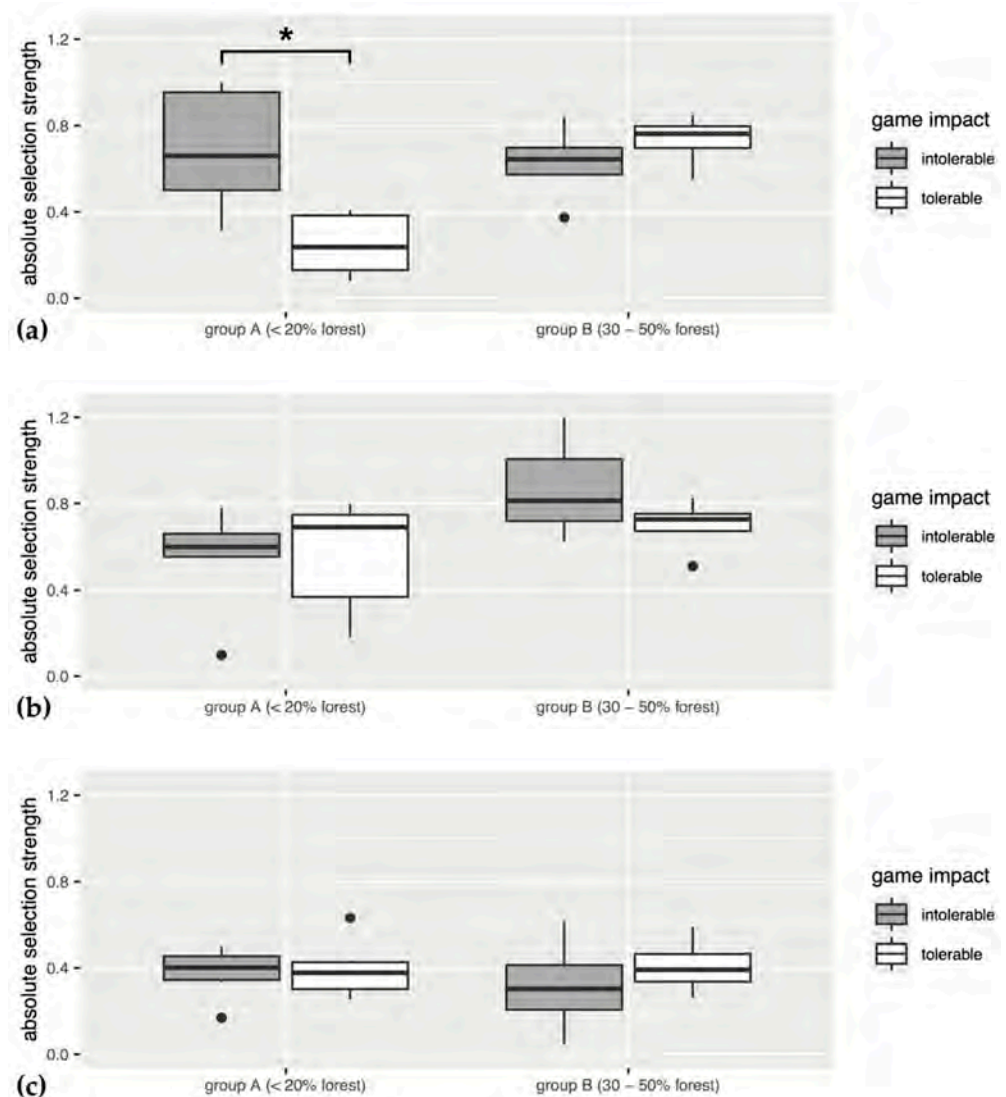 *
1.2
0.8
0.4
0.0
absolute selection strength
group A (< 20% forest)
group B (30 – 50% forest)
game impact
intolerable
tolerable
(a)
1.2
0.8
0.4
0.0
absolute selection strength
group A (< 20% forest)
group B (30 – 50% forest)
game impact
intolerable
tolerable
(b)
1.2
0.8
0.4
0.0
absolute selection strength
group A (< 20% forest)
group B (30 – 50% forest)
game impact
intolerable
tolerable
(c)